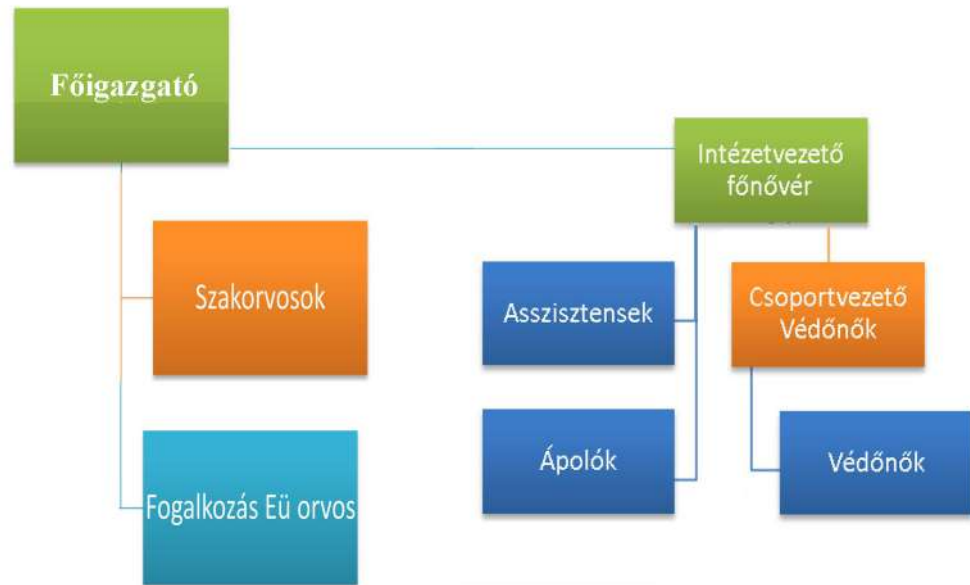 Főigazgató
Intézetvezető
főnővér
Szakorvosok
Asszisztensek
Csoportvezető
Védőnők
Fogalkozás Eü orvos
Ápolók
Védőnők